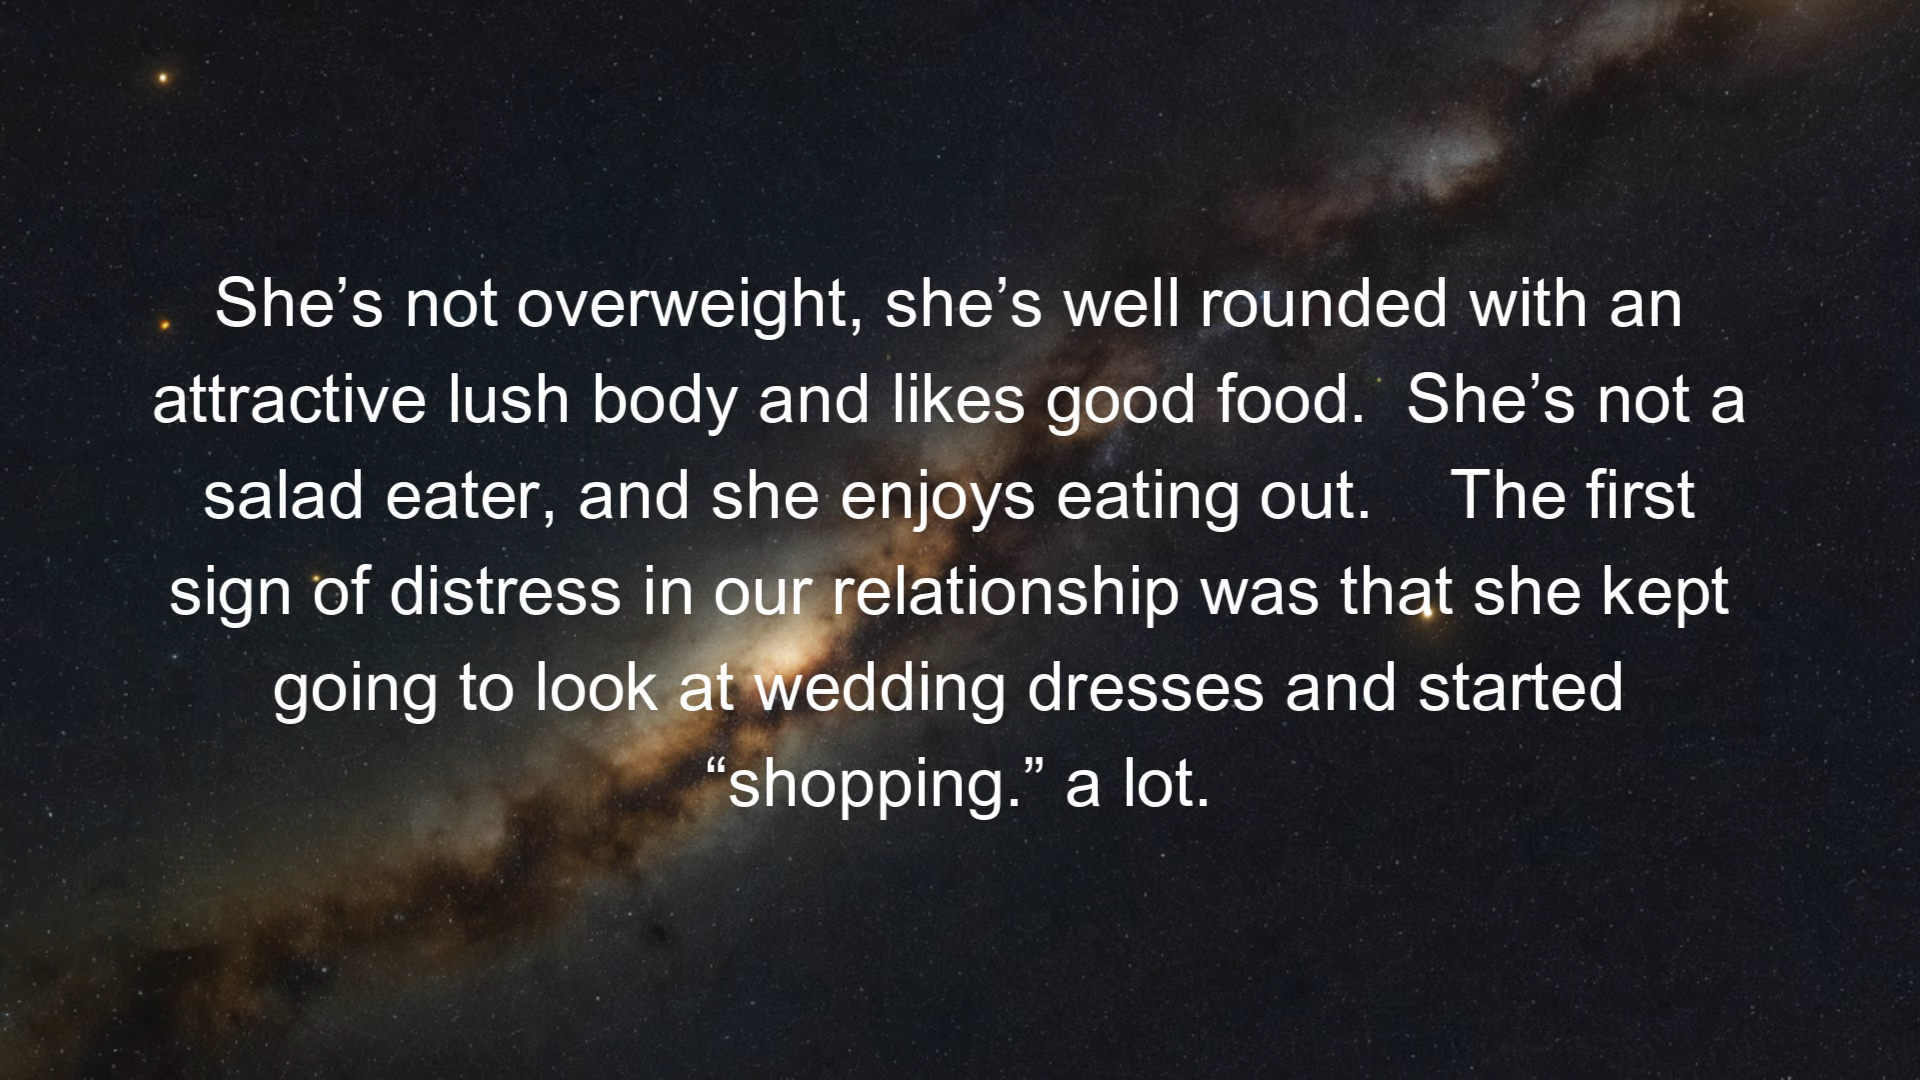 She’s not overweight, she’s well rounded with an
attractive lush body and likes good food.  She’s not a
salad eater, and she enjoys eating out.    The first
sign of distress in our relationship was that she kept
going to look at wedding dresses and started
“shopping.” a lot.